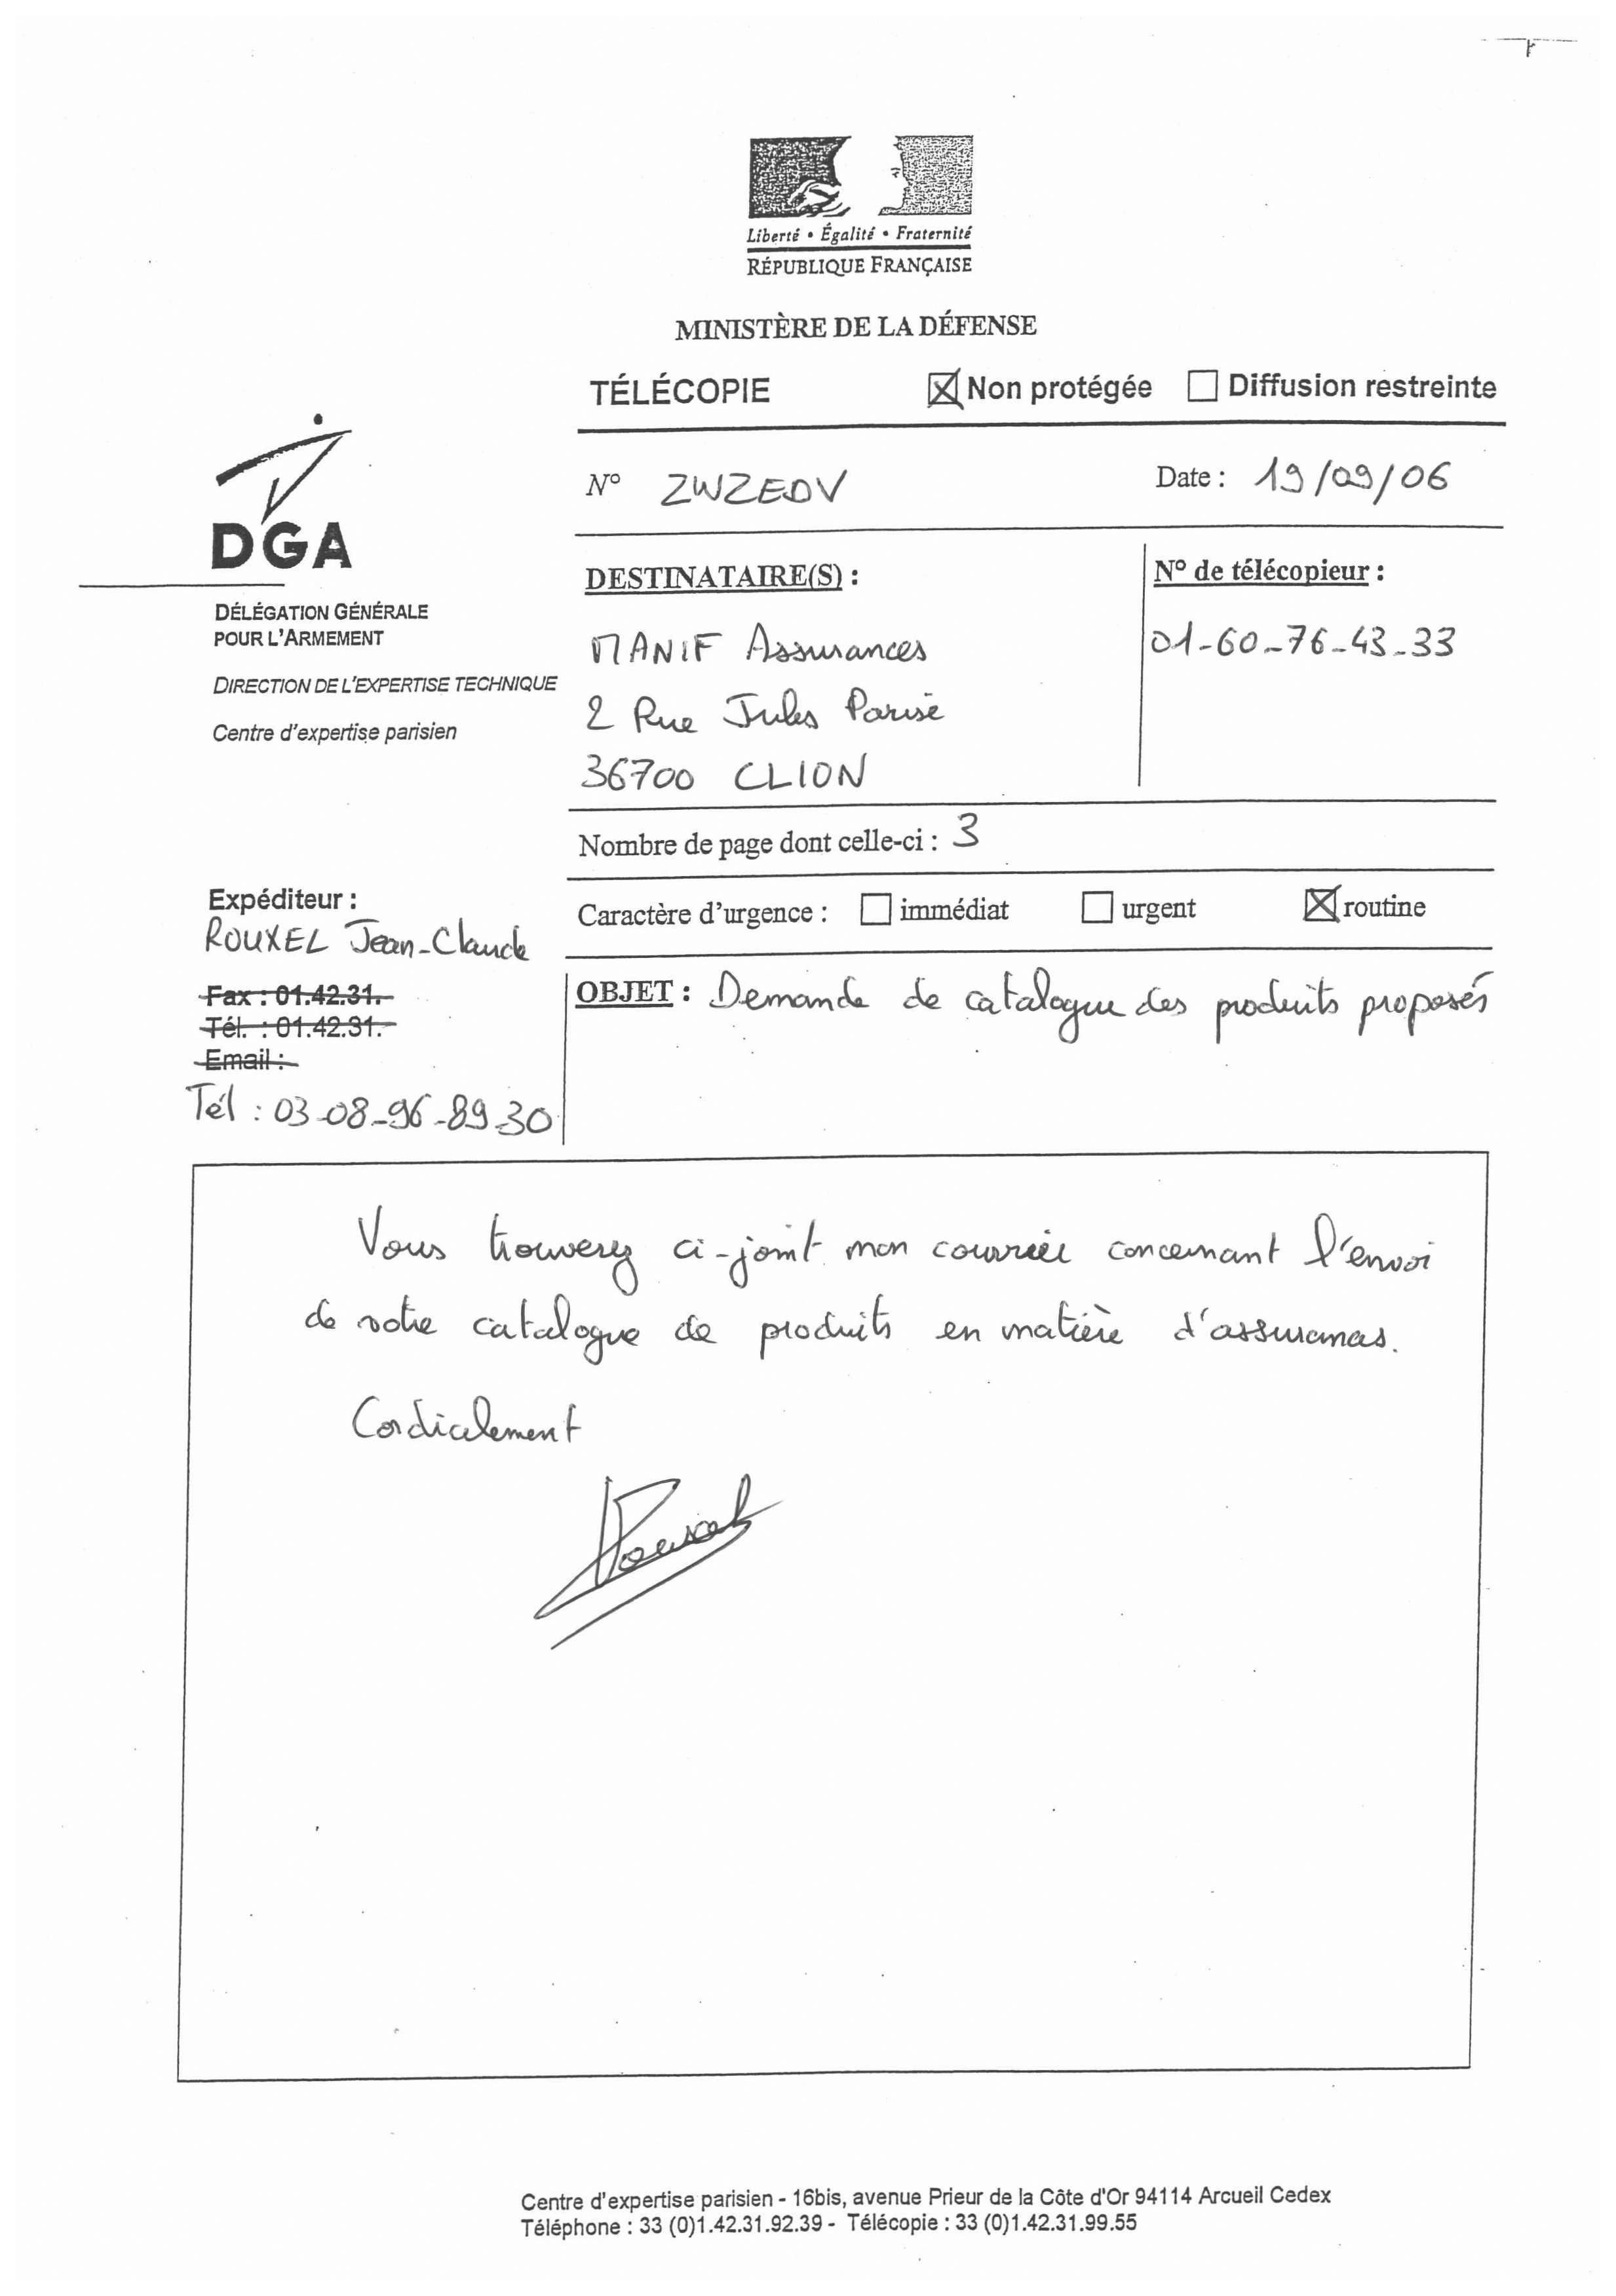 Liberté • Égalité • Fraternité
RÉPUBLIQUE FRANÇAISE
MINISTÈRE DE LA DÉFENSE
TÉLÉCOPIE Non protégée Diffusion restreinte
N° ZWZEDV Date : 19/09/06
DGA
DÉLÉGATION GÉNÉRALE
POUR L'ARMEMENT
DIRECTION DE L'EXPERTISE TECHNIQUE
Centre d'expertise parisien
DESTINATAIRE(S) :
MANIF Assurances
2 Rue Jules Parise
36700 CLION
N° de télécopieur :
01-60-76-43-33
Nombre de page dont celle-ci : 3
Caractère d'urgence : immédiat urgent routine
Expéditeur :
ROUXEL Jean-Claude
Fax : 01.42.31.
Tél. : 01.42.31.
Email :
Tél : 03-08-96-89-30
OBJET : Demande de catalogue des produits proposés
Vous trouverez ci-joint mon courrier concernant l'envoi
de votre catalogue de produits en matière d'assurances.
Cordialement
Rouxel
Centre d'expertise parisien - 16bis, avenue Prieur de la Côte d'Or 94114 Arcueil Cedex
Téléphone : 33 (0)1.42.31.92.39 - Télécopie : 33 (0)1.42.31.99.55